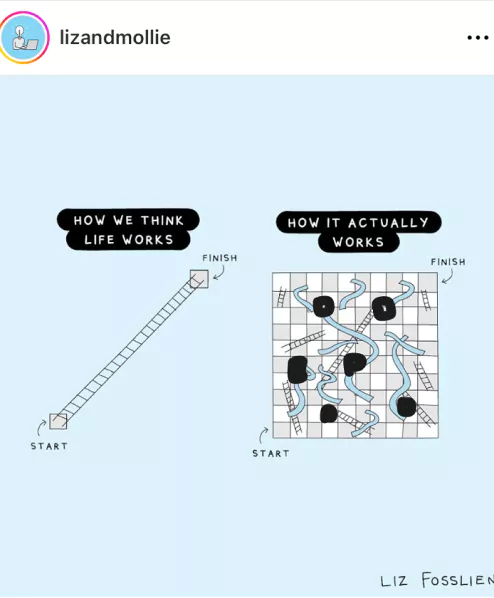 lizandmollie
HOW WE THINK
LIFE WORKS
FINISH
START
HOW IT ACTUALLY
WORKS
FINISH
START
LIZ FOSSLIEN